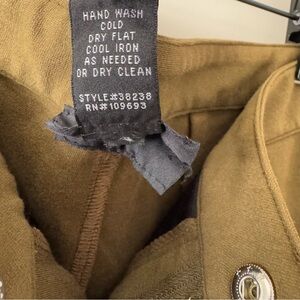 HAND WASH
COLD
DRY FLAT
COOL IRON
AS NEEDED
OR DRY CLEAN
STYLE#38238
RN#109693